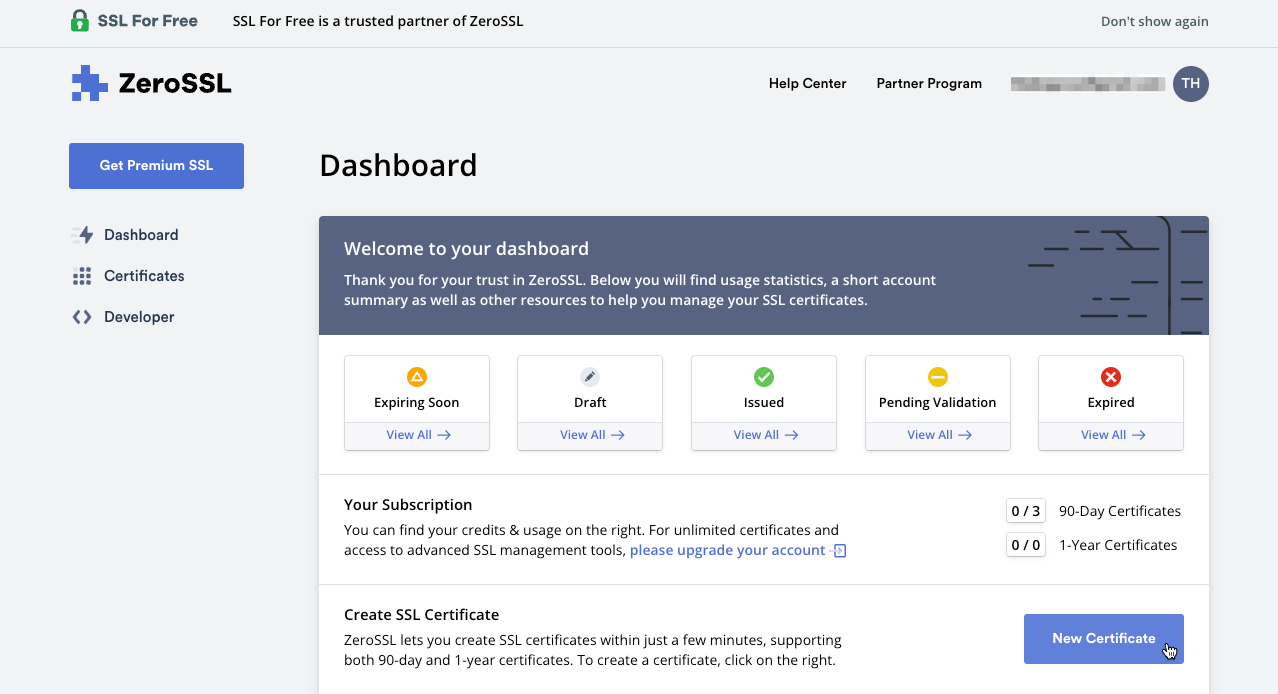 SSL For Free
SSL For Free is a trusted partner of ZeroSSL
Don't show again
ZeroSSL
Help Center
Partner Program
TH
Get Premium SSL
Dashboard
Certificates
Developer
Dashboard
Welcome to your dashboard
Thank you for your trust in ZeroSSL. Below you will find usage statistics, a short account
summary as well as other resources to help you manage your SSL certificates.
Expiring Soon
View All
Draft
View All
Issued
View All
Pending Validation
View All
Expired
View All
Your Subscription
You can find your credits & usage on the right. For unlimited certificates and
access to advanced SSL management tools, please upgrade your account
0 / 3 90-Day Certificates
0 / 0 1-Year Certificates
Create SSL Certificate
ZeroSSL lets you create SSL certificates within just a few minutes, supporting
both 90-day and 1-year certificates. To create a certificate, click on the right.
New Certificate